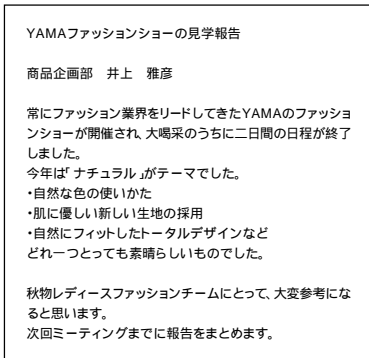 YAMAファッションショーの見学報告
商品企画部　井上　雅彦
常にファッション業界をリードしてきたYAMAのファッショ
ンショーが開催され、大喝采のうちに二日間の日程が終了
しました。
今年は「ナチュラル」がテーマでした。
・自然な色の使いかた
・肌に優しい新しい生地の採用
・自然にフィットしたトータルデザインなど
どれ一つとっても素晴らしいものでした。
秋物レディースファッションチームにとって、大変参考にな
ると思います。
次回ミーティングまでに報告をまとめます。